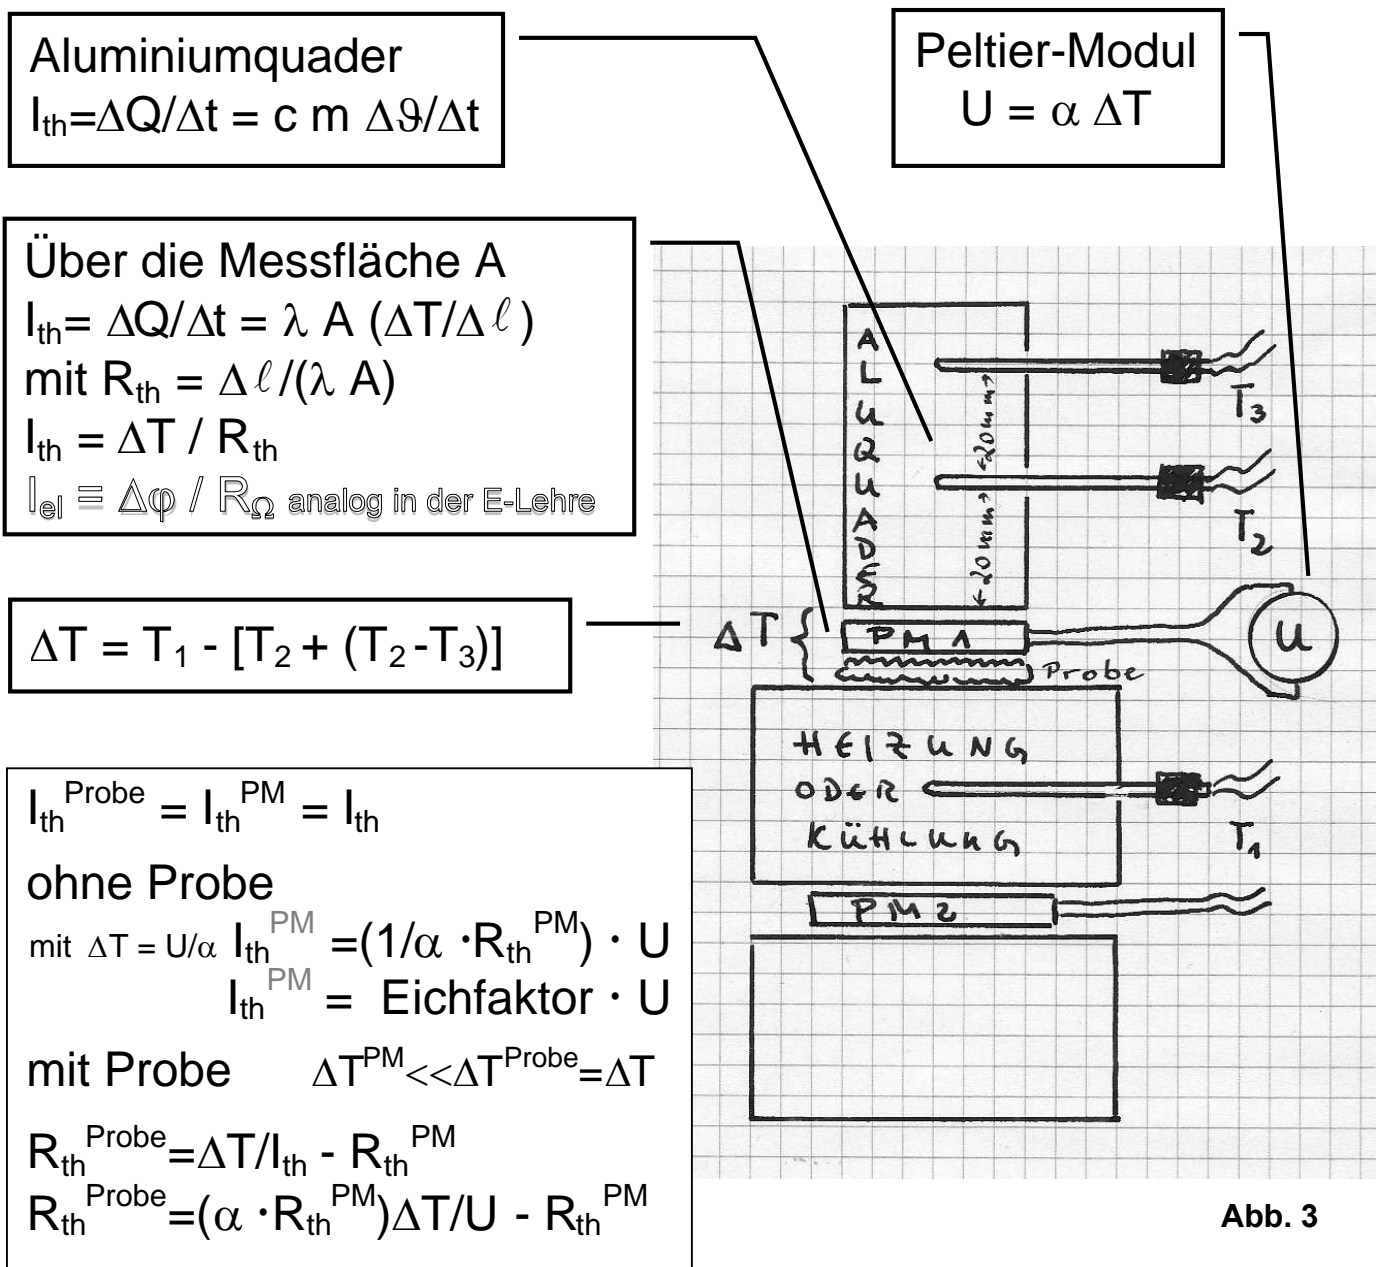 Aluminiumquader
I_th=ΔQ/Δt = c m Δϑ/Δt
Peltier-Modul
U = α ΔT
Über die Messfläche A
I_th= ΔQ/Δt = λ A (ΔT/Δℓ)
mit R_th = Δℓ/(λ A)
I_th = ΔT / R_th
I_el ≡ Δφ / R_Ω analog in der E-Lehre
ΔT = T_1 - [T_2 + (T_2-T_3)]
I_th^Probe = I_th^PM = I_th
ohne Probe
mit ΔT = U/α I_th^PM =(1/α ·R_th^PM) · U
I_th^PM = Eichfaktor · U
mit Probe ΔT^PM<<ΔT^Probe=ΔT
R_th^Probe=ΔT/I_th - R_th^PM
R_th^Probe=(α ·R_th^PM)ΔT/U - R_th^PM
ALUQUADER
←20mm→
←20mm→
T_3
T_2
ΔT {
PM1
U
Probe
HEIZUNG
ODER
KÜHLUNG
T_1
PM2
Abb. 3